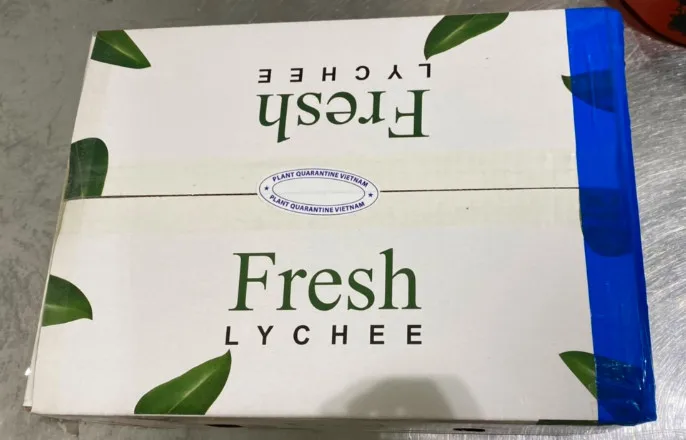 LYCHEE
Fresh
PLANT QUARANTINE VIETNAM
PLANT QUARANTINE VIETNAM
Fresh
LYCHEE